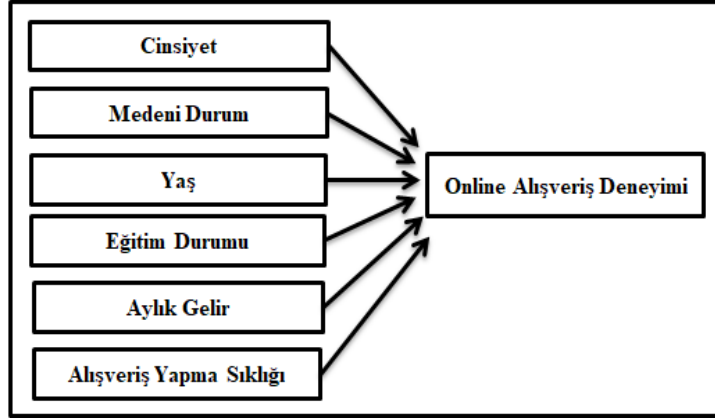 Cinsiyet
Medeni Durum
Yaş
Online Alışveriş Deneyimi
Eğitim Durumu
Aylık Gelir
Alışveriş Yapma Sıklığı